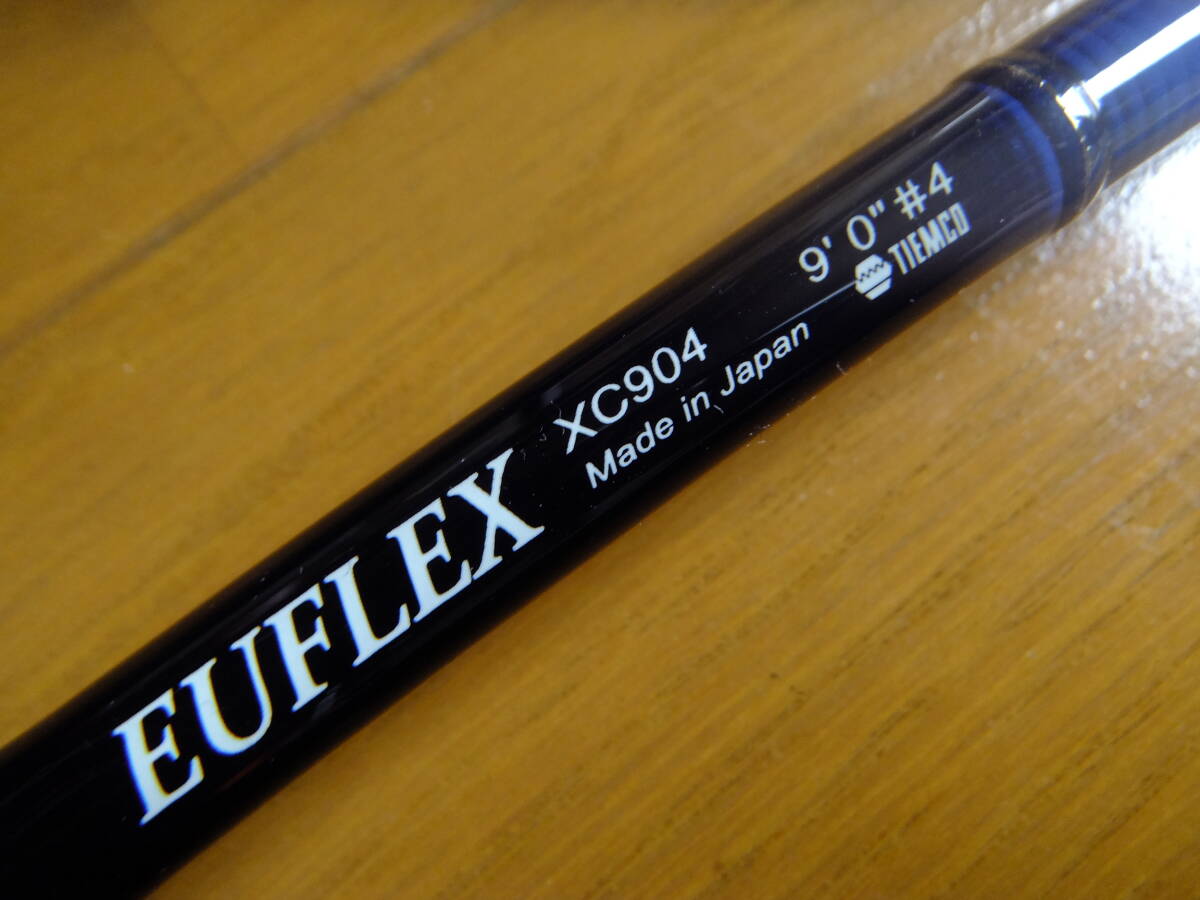 EUFLEX XC904 9' 0" #4
Made in Japan TIEMCO